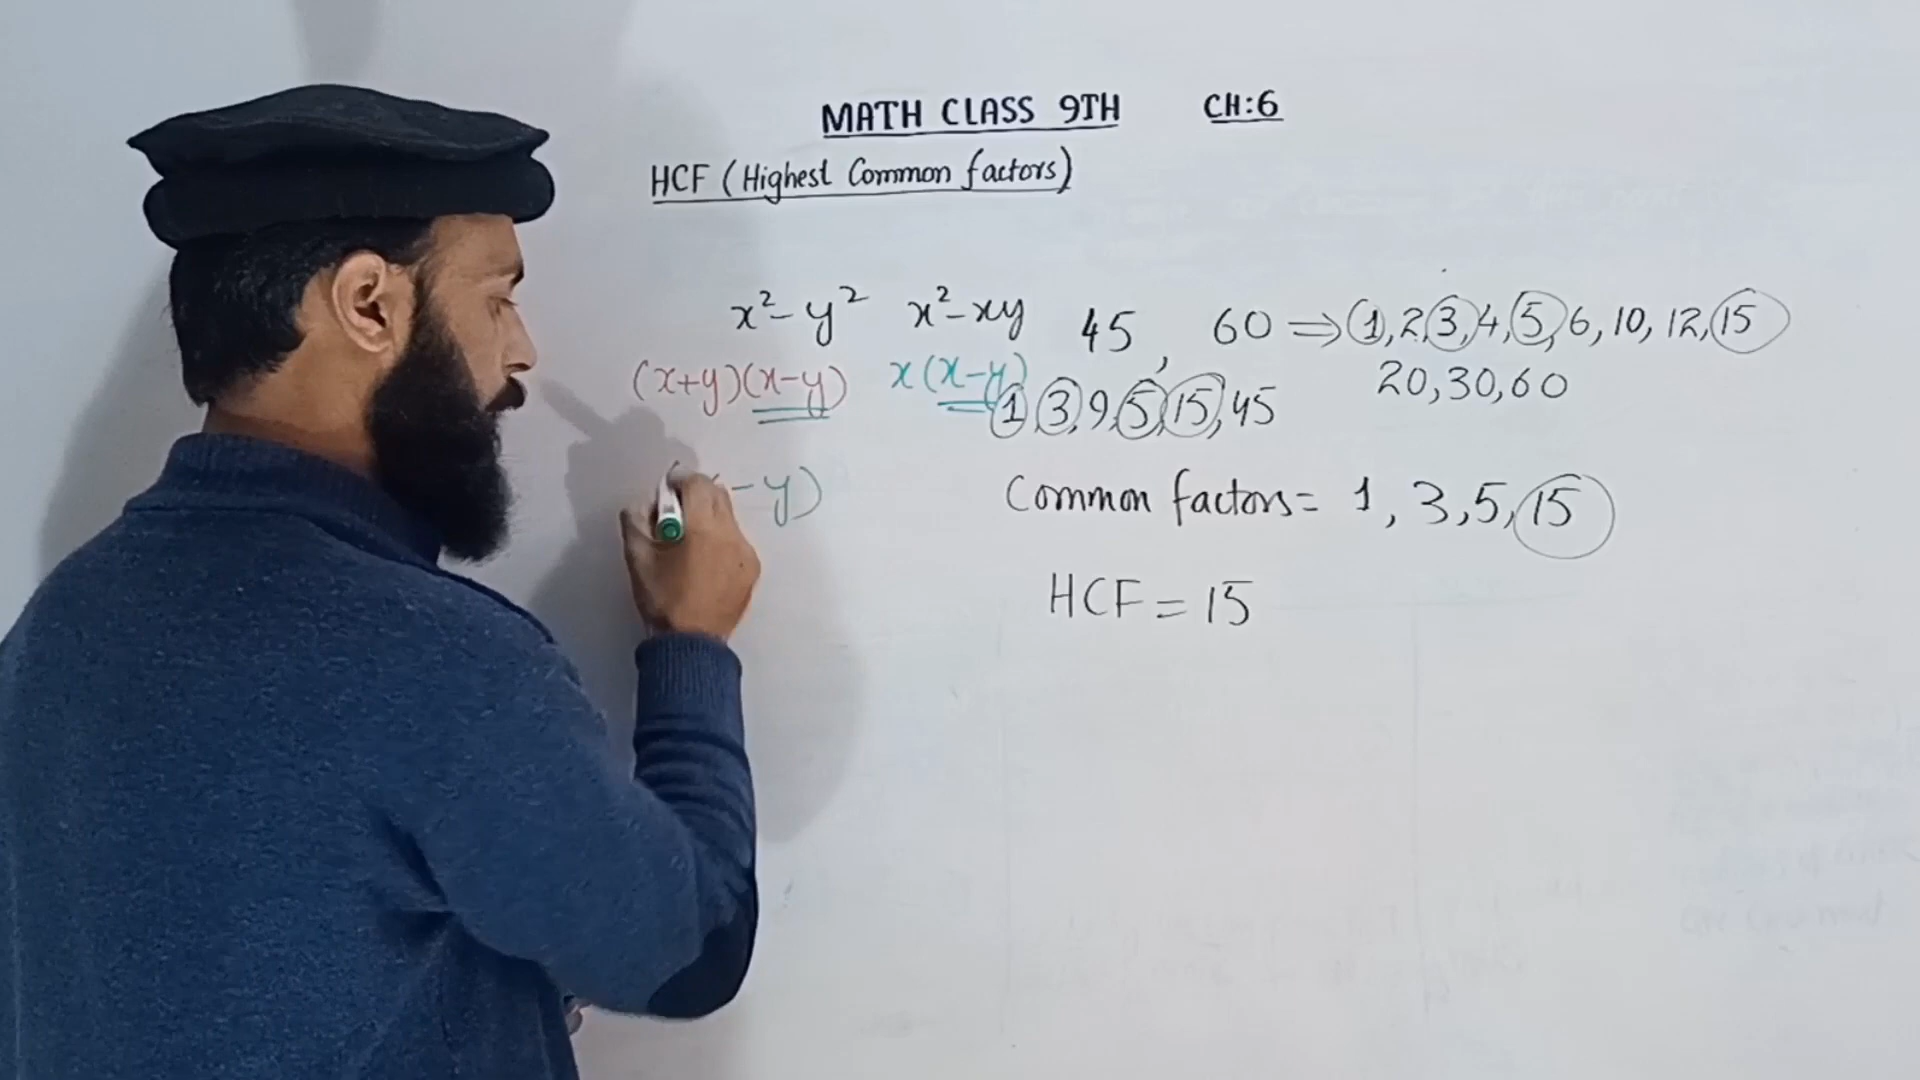 MATH CLASS 9TH CH:6
HCF (Highest Common factors)
x²-y² x²-xy 45, 60 ⇒ 1,2,3,4,5,6,10,12,15
20,30,60
(x+y)(x-y) x(x-y)
1,3,9,5,15,45
-y)
Common factors= 1,3,5,15
HCF=15